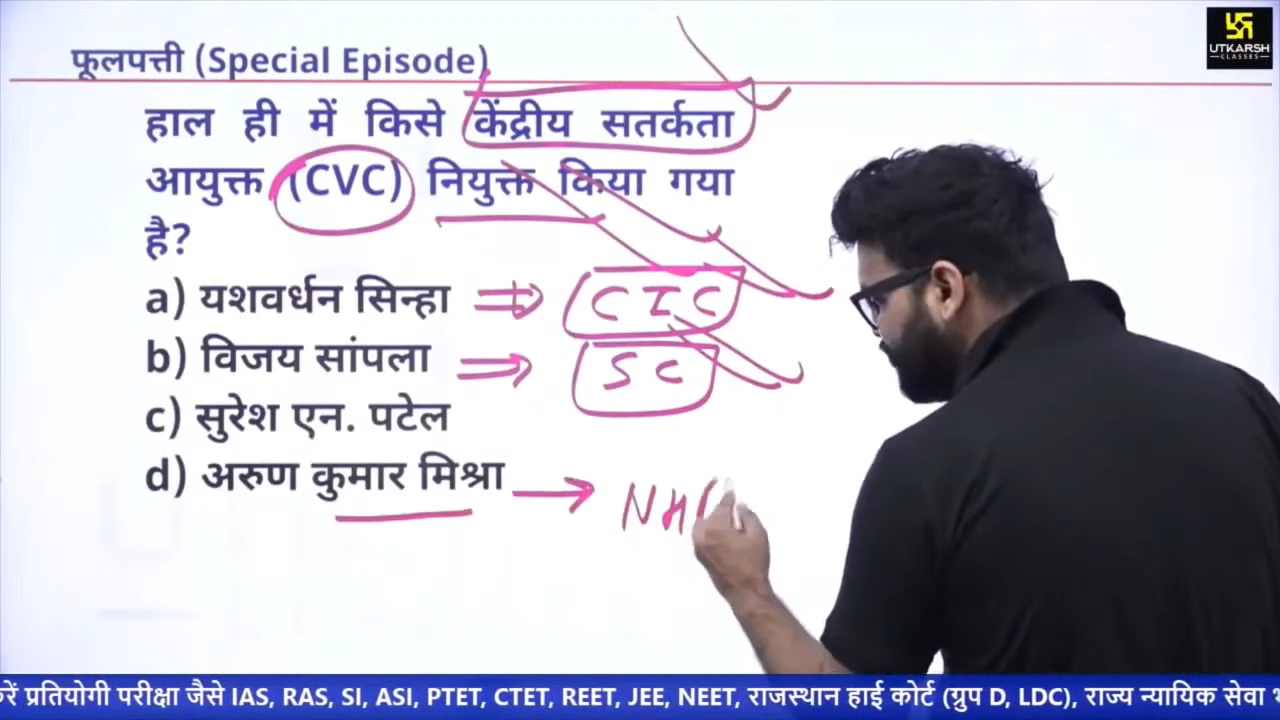 फूलपत्ती (Special Episode)
UTKARSH
CLASSES
हाल ही में किसे केंद्रीय सतर्कता
आयुक्त (CVC) नियुक्त किया गया
है?
a) यशवर्धन सिन्हा ⇒ CIC
b) विजय सांपला ⇒ SC
c) सुरेश एन. पटेल
d) अरुण कुमार मिश्रा → NH
रें प्रतियोगी परीक्षा जैसे IAS, RAS, SI, ASI, PTET, CTET, REET, JEE, NEET, राजस्थान हाई कोर्ट (ग्रुप D, LDC), राज्य न्यायिक सेवा